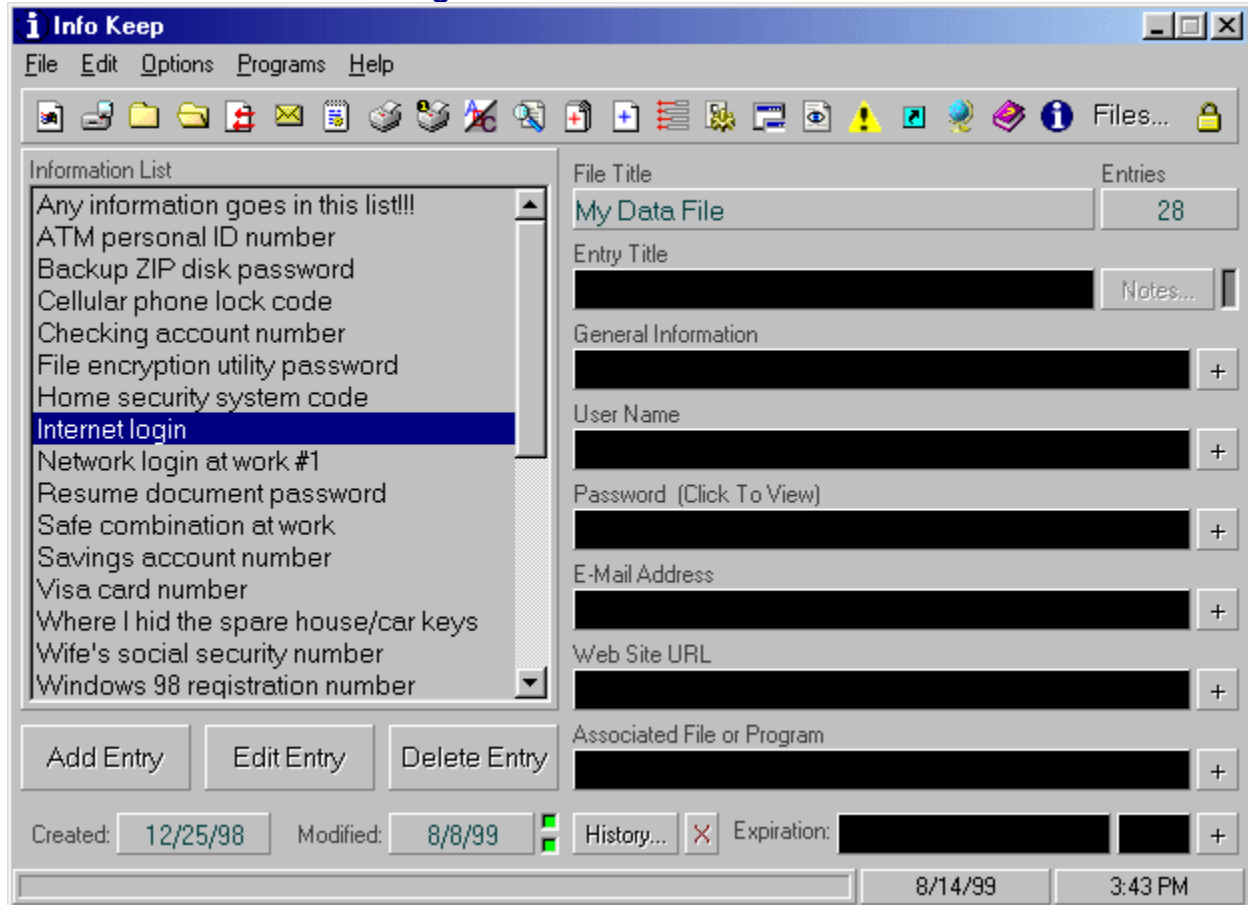 Info Keep
File Edit Options Programs Help
Files...
Information List
Any information goes in this list!!!
ATM personal ID number
Backup ZIP disk password
Cellular phone lock code
Checking account number
File encryption utility password
Home security system code
Internet login
Network login at work #1
Resume document password
Safe combination at work
Savings account number
Visa card number
Where I hid the spare house/car keys
Wife's social security number
Windows 98 registration number
Add Entry Edit Entry Delete Entry
Created: 12/25/98 Modified: 8/8/99
File Title Entries
My Data File 28
Entry Title
Notes...
General Information
+
User Name
+
Password (Click To View)
+
E-Mail Address
+
Web Site URL
+
Associated File or Program
+
History... X Expiration: +
8/14/99 3:43 PM